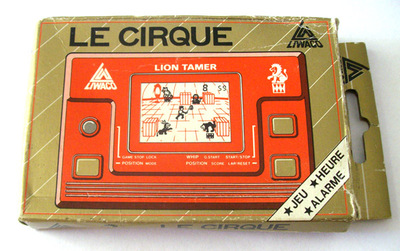 LE CIRQUE
LIWACO
LION TAMER
LIWACO
8 59
GAME STOP LOCK
WHIP G.START START/STOP
POSITION MODE
POSITION SCORE LAP-RESET
★ JEU ★ HEURE
★ ALARME